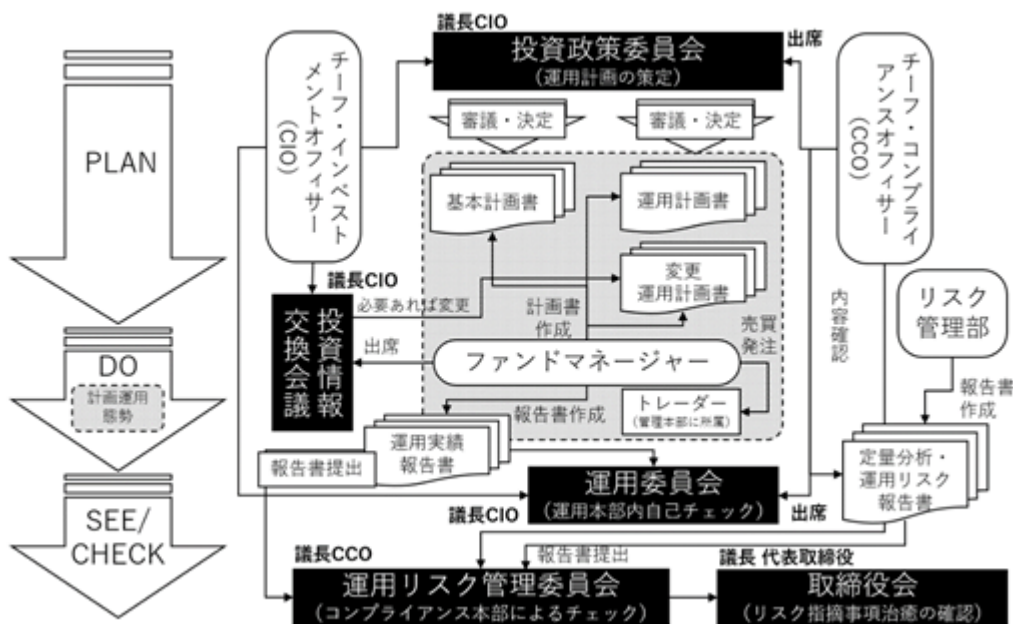 PLAN
DO
計画運用
態勢
SEE/
CHECK
チーフ・インベスト
メントオフィサー
(CIO)
議長CIO
投資政策委員会
(運用計画の策定)
出席
チーフ・コンプライ
アンスオフィサー
(CCO)
審議・決定
審議・決定
基本計画書
運用計画書
変更
運用計画書
議長CIO
投資情報
交換会議
必要あれば変更
計画書
作成
売買
発注
出席
ファンドマネージャー
内容確認
リスク
管理部
報告書作成
トレーダー
(管理本部に所属)
報告書
作成
運用実績
報告書
報告書提出
定量分析・
運用リスク
報告書
運用委員会
(運用本部内自己チェック)
議長CIO
出席
議長CCO
報告書提出
議長 代表取締役
運用リスク管理委員会
(コンプライアンス本部によるチェック)
取締役会
(リスク指摘事項治癒の確認)